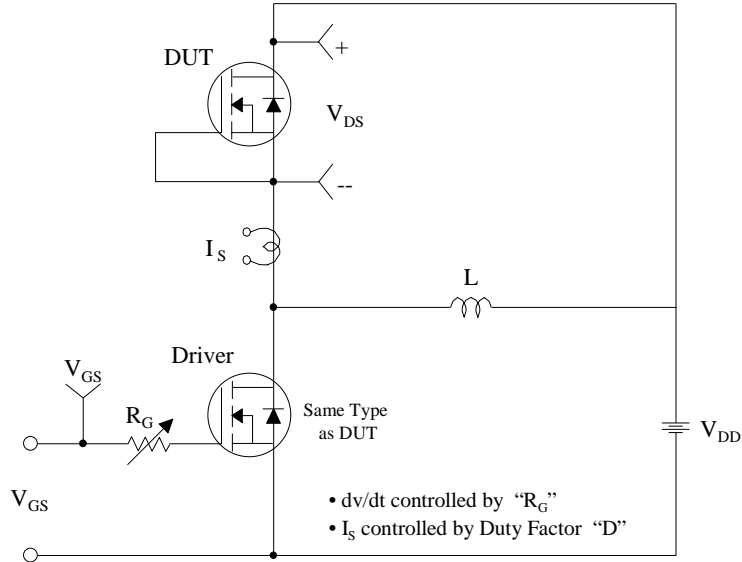 DUT
+
V_DS
--
I_S
L
Driver
V_GS
R_G
Same Type
as DUT
V_DD
V_GS
• dv/dt controlled by “R_G”
• I_S controlled by Duty Factor “D”